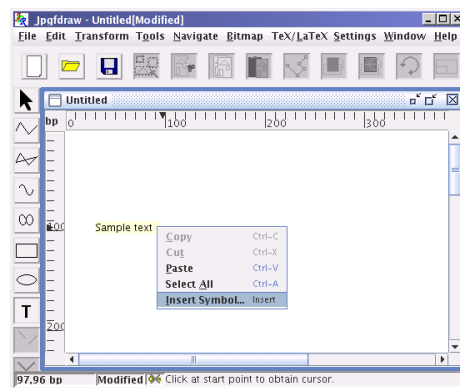 Jpgfdraw - Untitled[Modified]
File Edit Transform Tools Navigate Bitmap TeX/LaTeX Settings Window Help
Untitled
bp 0 100 200 300
100
Sample text
Copy Ctrl-C
Cut Ctrl-X
Paste Ctrl-V
Select All Ctrl-A
Insert Symbol... Insert
T
200
97,96 bp Modified Click at start point to obtain cursor.